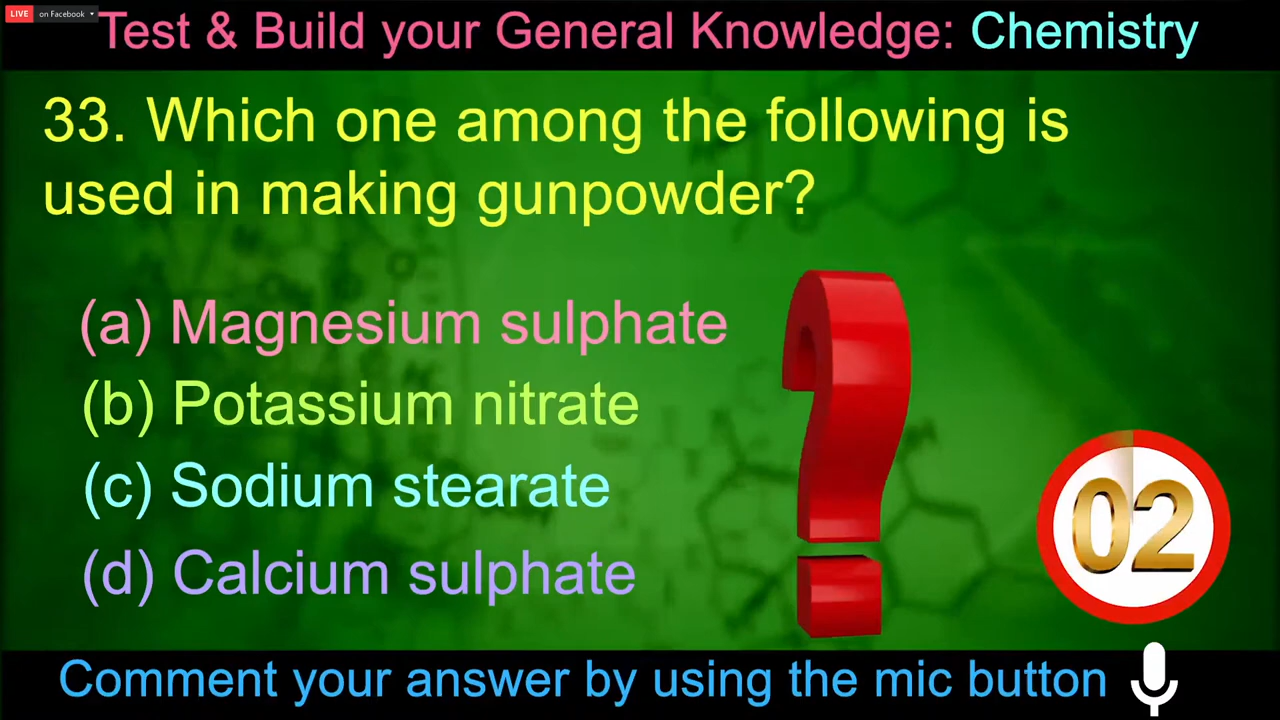 LIVE on Facebook
Test & Build your General Knowledge: Chemistry
33. Which one among the following is
used in making gunpowder?
(a) Magnesium sulphate
(b) Potassium nitrate
(c) Sodium stearate
(d) Calcium sulphate
02
Comment your answer by using the mic button